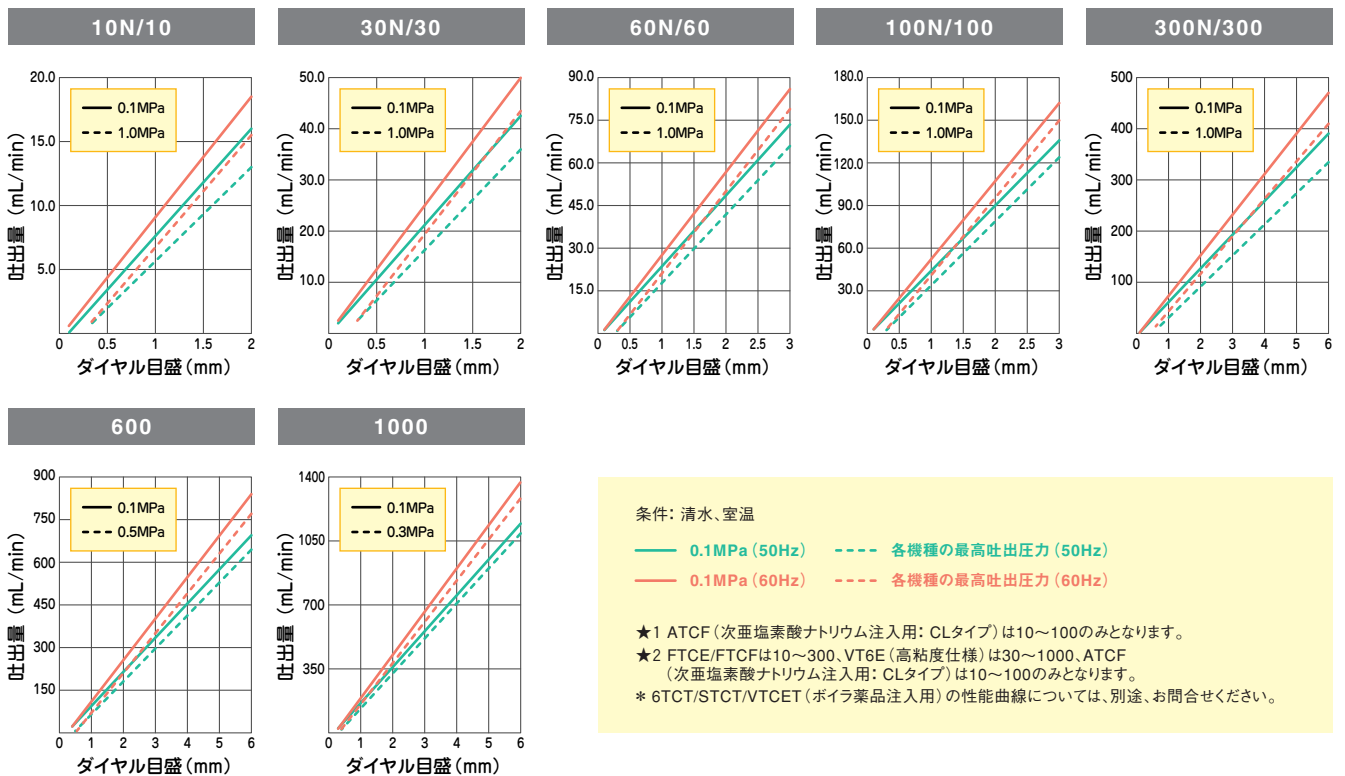 10N/10
30N/30
60N/60
100N/100
300N/300
20.0
15.0
10.0
5.0
吐出量 (mL/min)
0.1MPa
1.0MPa
0 0.5 1 1.5 2
ダイヤル目盛(mm)
50.0
40.0
30.0
20.0
10.0
吐出量 (mL/min)
0.1MPa
1.0MPa
0 0.5 1 1.5 2
ダイヤル目盛(mm)
90.0
75.0
60.0
45.0
30.0
15.0
吐出量 (mL/min)
0.1MPa
1.0MPa
0 0.5 1 1.5 2 2.5 3
ダイヤル目盛(mm)
180.0
150.0
120.0
90.0
60.0
30.0
吐出量 (mL/min)
0.1MPa
1.0MPa
0 0.5 1 1.5 2 2.5 3
ダイヤル目盛(mm)
500
400
300
200
100
吐出量 (mL/min)
0.1MPa
1.0MPa
0 1 2 3 4 5 6
ダイヤル目盛(mm)
600
1000
900
750
600
450
300
150
吐出量 (mL/min)
0.1MPa
0.5MPa
0 1 2 3 4 5 6
ダイヤル目盛(mm)
1400
1050
700
350
吐出量 (mL/min)
0.1MPa
0.3MPa
0 1 2 3 4 5 6
ダイヤル目盛(mm)
条件: 清水、室温
0.1MPa(50Hz) 各機種の最高吐出圧力(50Hz)
0.1MPa(60Hz) 各機種の最高吐出圧力(60Hz)
★1 ATCF(次亜塩素酸ナトリウム注入用: CLタイプ)は10〜100のみとなります。
★2 FTCE/FTCFは10〜300、VT6E(高粘度仕様)は30〜1000、ATCF
(次亜塩素酸ナトリウム注入用: CLタイプ)は10〜100のみとなります。
* 6TCT/STCT/VTCET(ボイラ薬品注入用)の性能曲線については、別途、お問合せください。